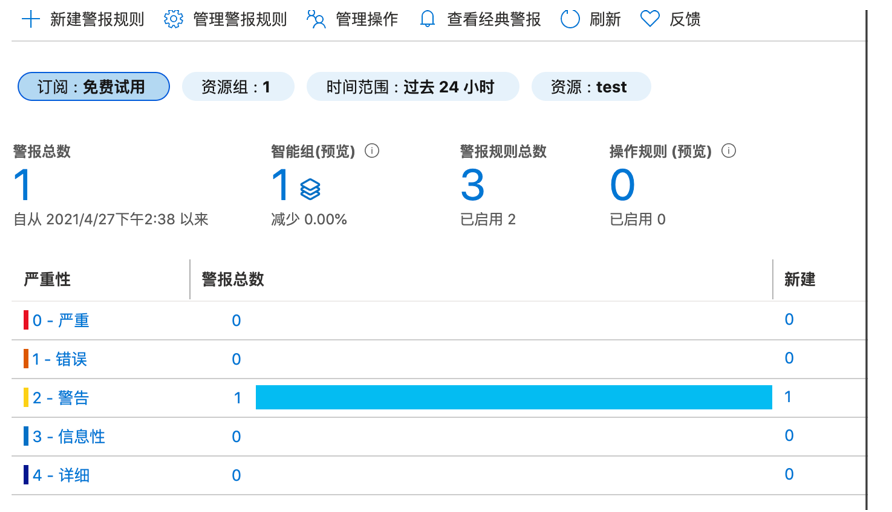 新建警报规则 管理警报规则 管理操作 查看经典警报 刷新 反馈
订阅 : 免费试用 资源组 : 1 时间范围 : 过去 24 小时 资源 : test
警报总数 智能组(预览) 警报规则总数 操作规则 (预览)
1 1 3 0
自从 2021/4/27下午2:38 以来 减少 0.00% 已启用 2 已启用 0
严重性 警报总数 新建
0 - 严重 0 0
1 - 错误 0 0
2 - 警告 1 1
3 - 信息性 0 0
4 - 详细 0 0